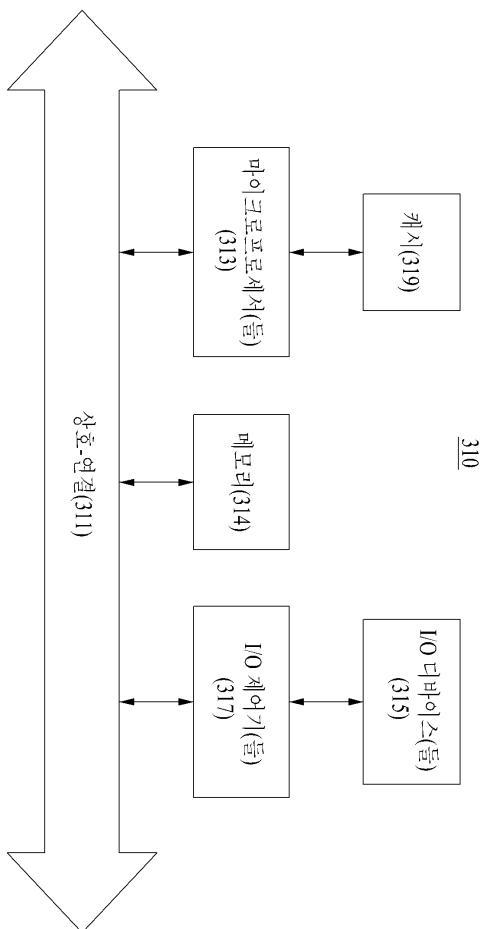 310
캐시(319)
I/O 디바이스(들)
(315)
마이크로프로세서(들)
(313)
메모리(314)
I/O 제어기(들)
(317)
상호-연결(311)